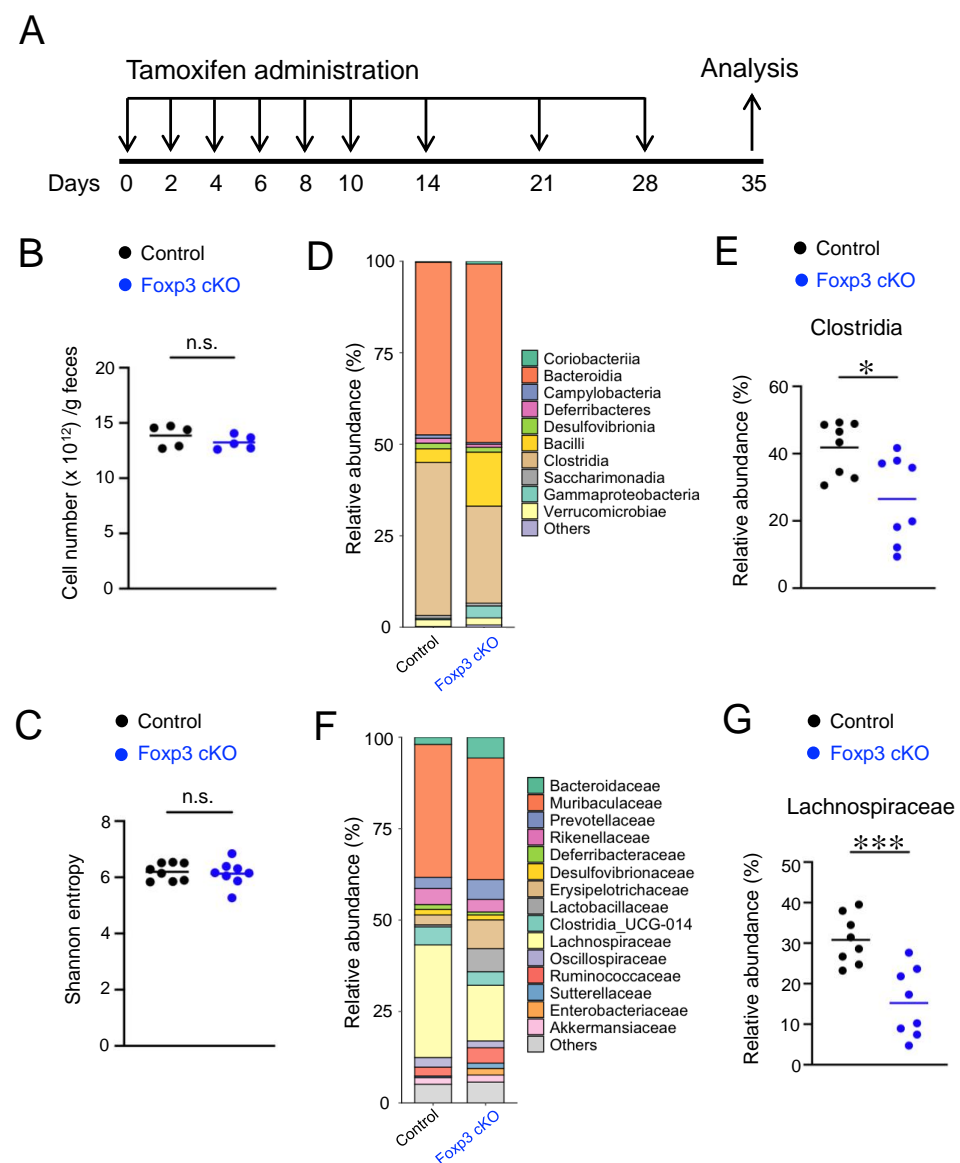 A
Tamoxifen administration
Analysis
Days 0 2 4 6 8 10 14 21 28 35
B
Control
Foxp3 cKO
n.s.
Cell number (x 10¹²) /g feces
20
15
10
5
0
D
Relative abundance (%)
100
75
50
25
0
Control
Foxp3 cKO
Coriobacteriia
Bacteroidia
Campylobacteria
Deferribacteres
Desulfovibrionia
Bacilli
Clostridia
Saccharimonadia
Gammaproteobacteria
Verrucomicrobiae
Others
E
Control
Foxp3 cKO
Clostridia
*
Relative abundance (%)
60
40
20
0
C
Control
Foxp3 cKO
n.s.
Shannon entropy
8
6
4
2
0
F
Relative abundance (%)
100
75
50
25
0
Control
Foxp3 cKO
Bacteroidaceae
Muribaculaceae
Prevotellaceae
Rikenellaceae
Deferribacteraceae
Desulfovibrionaceae
Erysipelotrichaceae
Lactobacillaceae
Clostridia_UCG-014
Lachnospiraceae
Oscillospiraceae
Ruminococcaceae
Sutterellaceae
Enterobacteriaceae
Akkermansiaceae
Others
G
Control
Foxp3 cKO
Lachnospiraceae
***
Relative abundance (%)
50
40
30
20
10
0